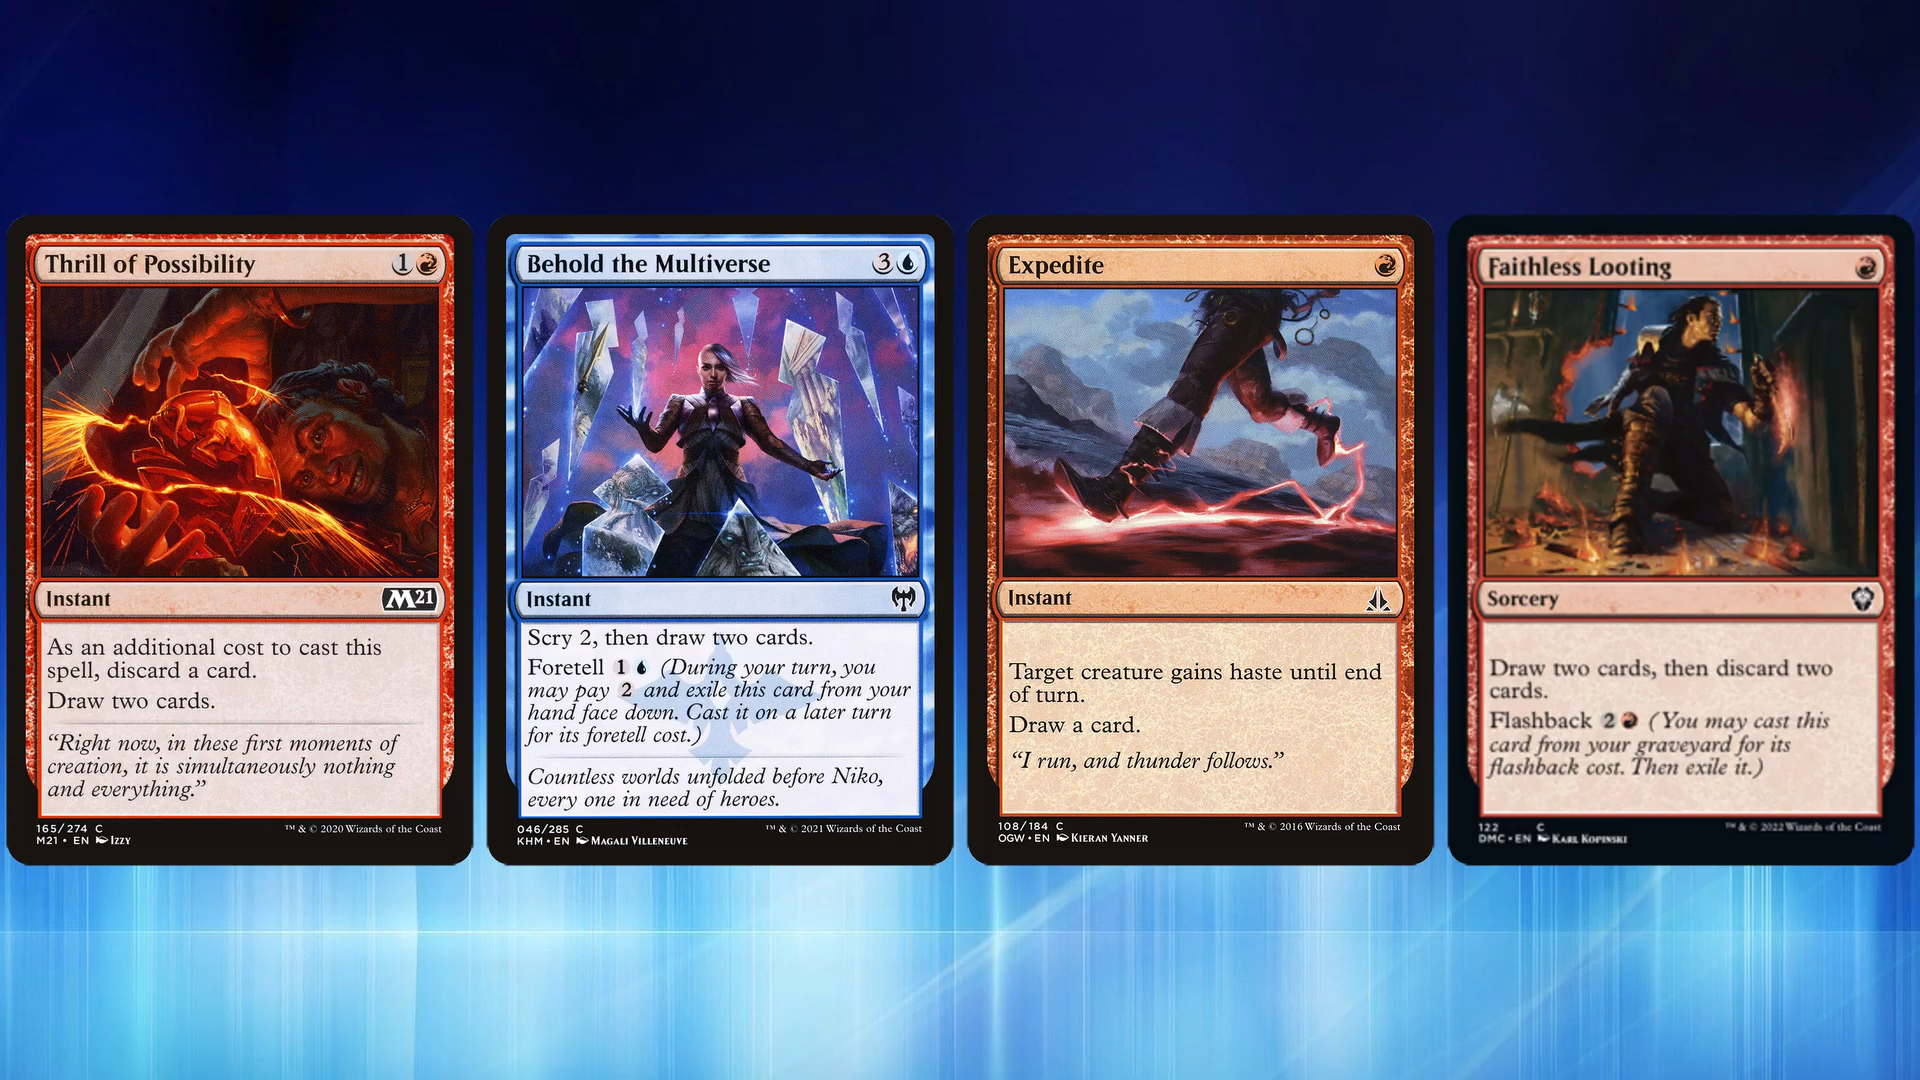 Thrill of Possibility 1
M21
Instant
As an additional cost to cast this
spell, discard a card.
Draw two cards.
“Right now, in these first moments of
creation, it is simultaneously nothing
and everything.”
165/274 C
M21 • EN Izzy
™ & © 2020 Wizards of the Coast
Behold the Multiverse 3
Instant
Scry 2, then draw two cards.
Foretell 1 (During your turn, you
may pay 2 and exile this card from your
hand face down. Cast it on a later turn
for its foretell cost.)
Countless worlds unfolded before Niko,
every one in need of heroes.
046/285 C
KHM • EN Magali Villeneuve
™ & © 2021 Wizards of the Coast
Expedite
Instant
Target creature gains haste until end
of turn.
Draw a card.
“I run, and thunder follows.”
108/184 C
OGW • EN Kieran Yanner
™ & © 2016 Wizards of the Coast
Faithless Looting
Sorcery
Draw two cards, then discard two
cards.
Flashback 2 (You may cast this
card from your graveyard for its
flashback cost. Then exile it.)
122 C
DMC • EN Karl Kopinski
™ & © 2022 Wizards of the Coast